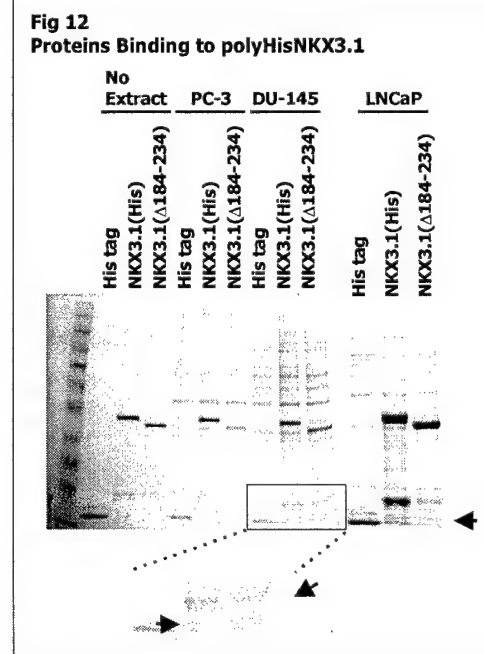 Fig 12
Proteins Binding to polyHisNKX3.1
No
Extract PC-3 DU-145 LNCaP
His tag
NKX3.1(His)
NKX3.1(Δ184-234)
His tag
NKX3.1(His)
NKX3.1(Δ184-234)
His tag
NKX3.1(His)
NKX3.1(Δ184-234)
His tag
NKX3.1(His)
NKX3.1(Δ184-234)